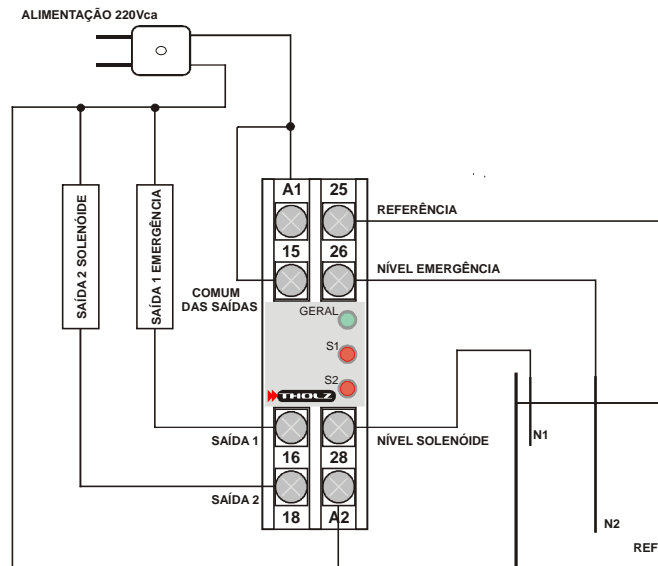 ALIMENTAÇÃO 220Vca
A1 25
REFERÊNCIA
15 26
NÍVEL EMERGÊNCIA
SAÍDA 2 SOLENÓIDE
SAÍDA 1 EMERGÊNCIA
COMUM
DAS SAÍDAS
GERAL
S1
S2
THOLZ
SAÍDA 1
NÍVEL SOLENÓIDE
N1
16 28
SAÍDA 2
18 A2
N2
REF